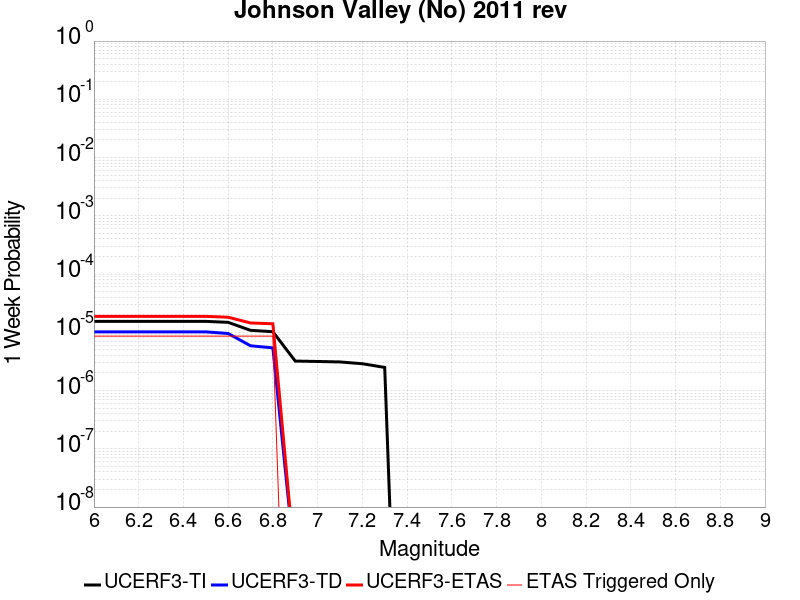 Johnson Valley (No) 2011 rev
1 Week Probability
10^0
10^-1
10^-2
10^-3
10^-4
10^-5
10^-6
10^-7
10^-8
6 6.2 6.4 6.6 6.8 7 7.2 7.4 7.6 7.8 8 8.2 8.4 8.6 8.8 9
Magnitude
UCERF3-TI UCERF3-TD UCERF3-ETAS ETAS Triggered Only